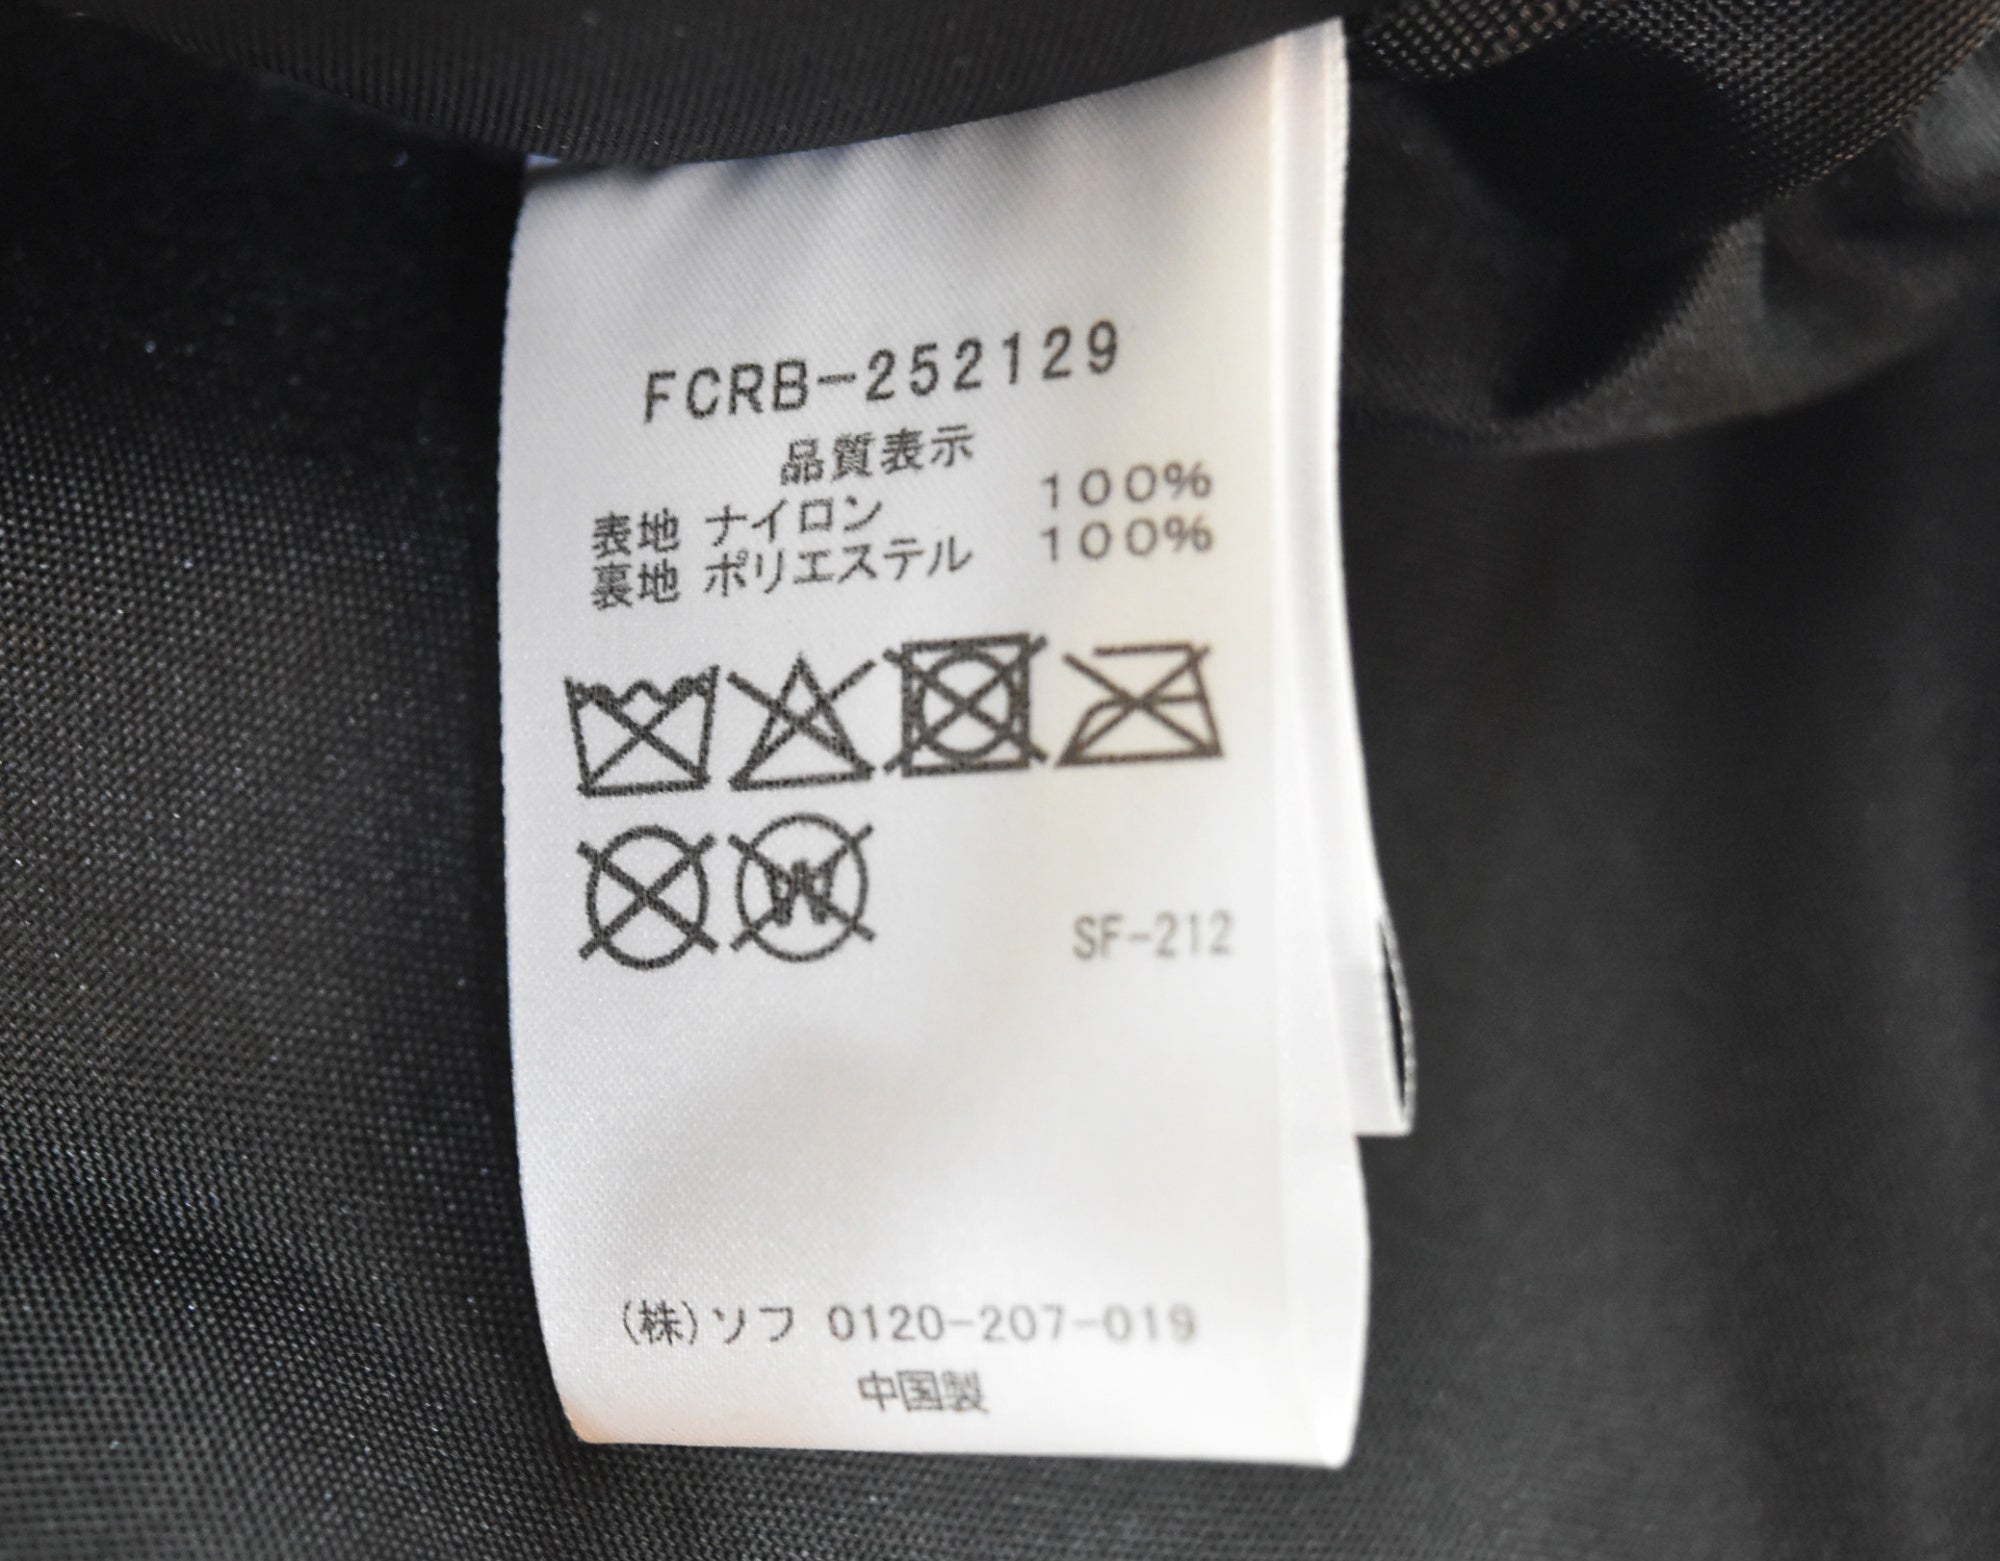 FCRB-252129
品質表示
表地 ナイロン 100%
裏地 ポリエステル 100%
W
SF-212
(株)ソフ 0120-207-019
中国製